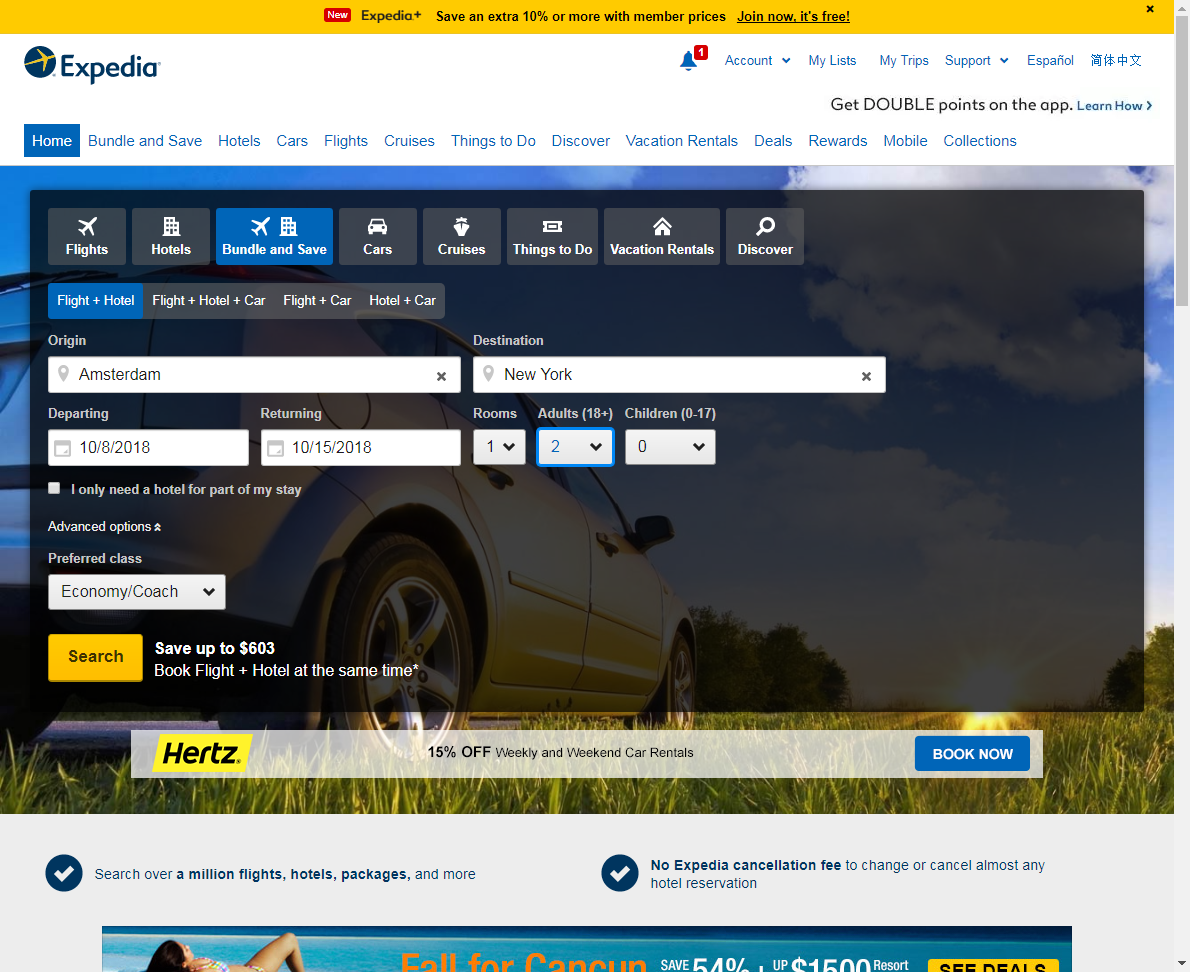 New Expedia+ Save an extra 10% or more with member prices Join now, it's free!
Expedia
1 Account My Lists My Trips Support Español 简体中文
Get DOUBLE points on the app. Learn How
Home Bundle and Save Hotels Cars Flights Cruises Things to Do Discover Vacation Rentals Deals Rewards Mobile Collections
Flights Hotels Bundle and Save Cars Cruises Things to Do Vacation Rentals Discover
Flight + Hotel Flight + Hotel + Car Flight + Car Hotel + Car
Origin Destination
Amsterdam New York
Departing Returning Rooms Adults (18+) Children (0-17)
10/8/2018 10/15/2018 1 2 0
I only need a hotel for part of my stay
Advanced options
Preferred class
Economy/Coach
Search
Save up to $603
Book Flight + Hotel at the same time*
Hertz. 15% OFF Weekly and Weekend Car Rentals BOOK NOW
Search over a million flights, hotels, packages, and more
No Expedia cancellation fee to change or cancel almost any
hotel reservation
Fall for Cancun SAVE 54% + UP $1500 Resort SEE DEALS